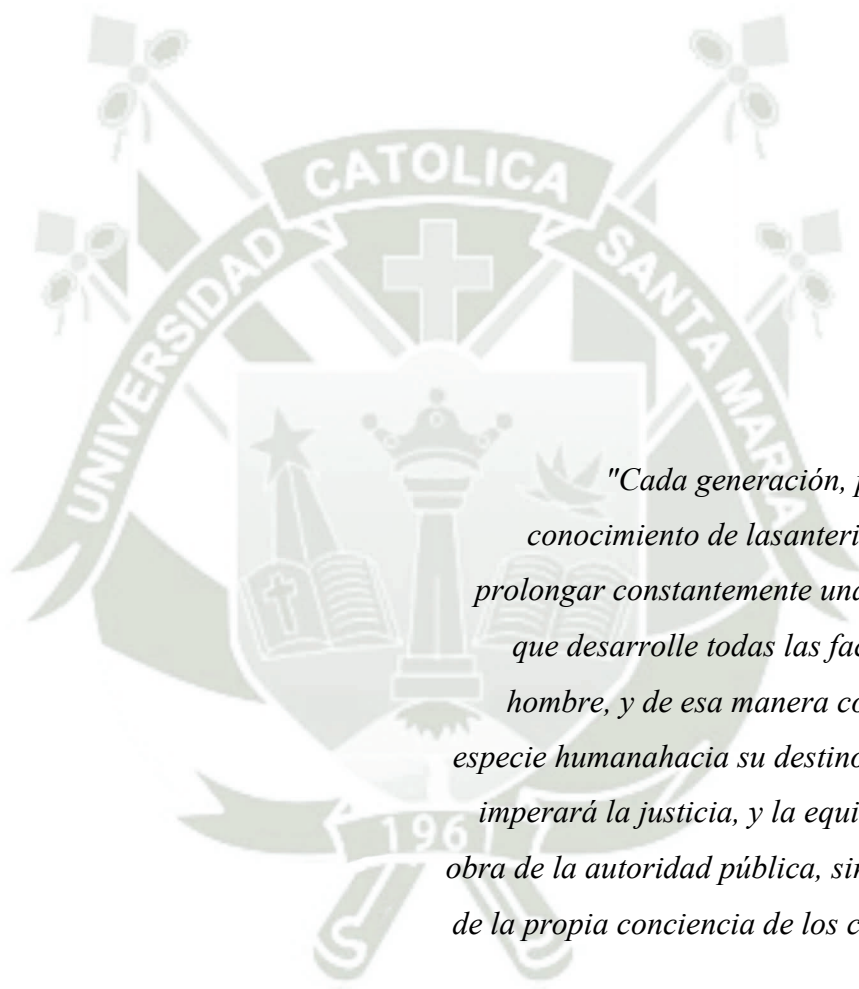 UNIVERSIDAD CATOLICA SANTA MARIA
"Cada generación, p
conocimiento de lasanteri
prolongar constantemente una
que desarrolle todas las fac
hombre, y de esa manera co
especie humanahacia su destino
imperará la justicia, y la equi
obra de la autoridad pública, sin
de la propia conciencia de los c
196